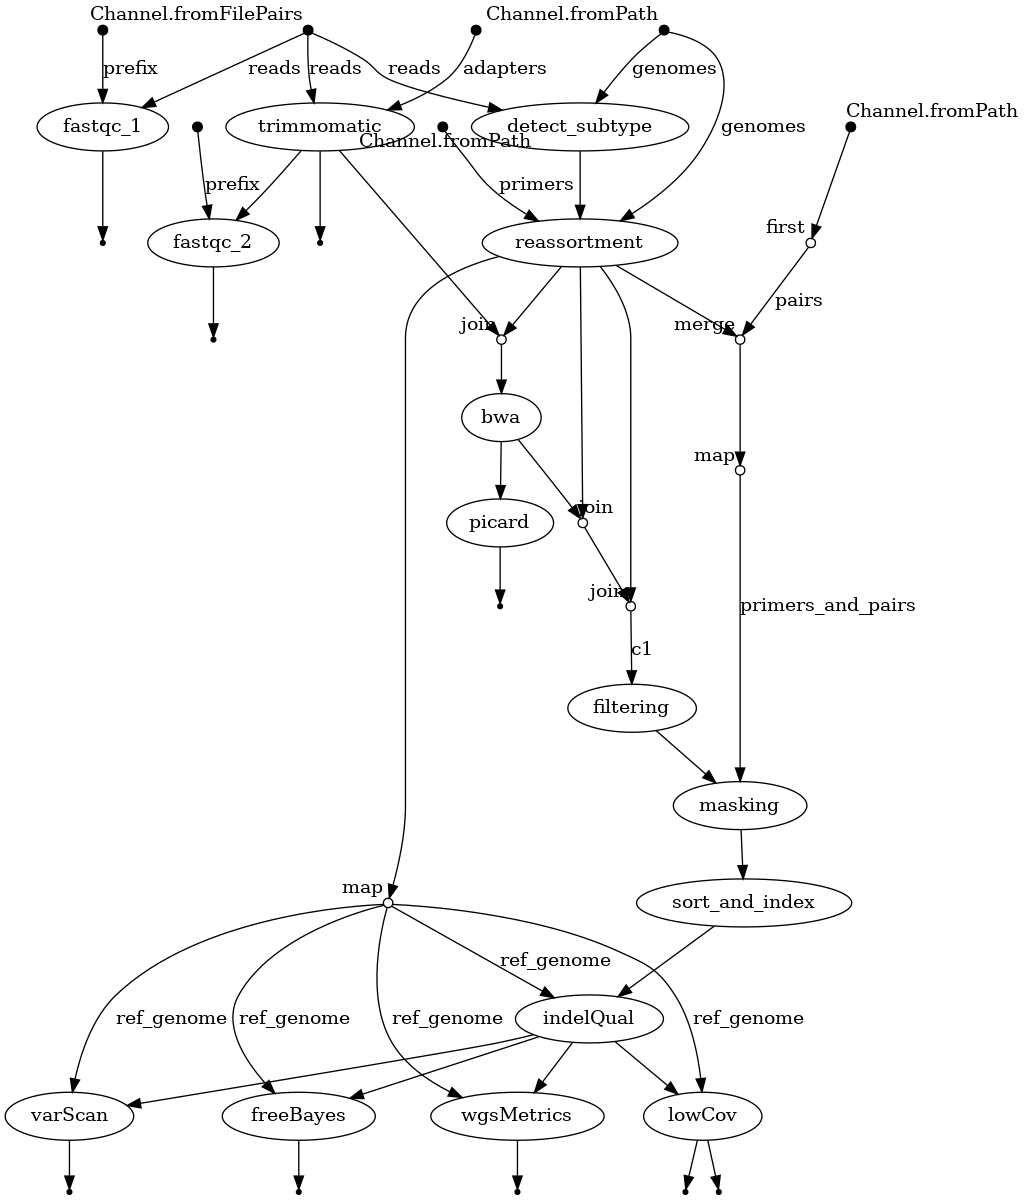 Channel.fromFilePairs
Channel.fromPath
prefix
reads
reads
reads
adapters
genomes
Channel.fromPath
fastqc_1
trimmomatic
detect_subtype
genomes
Channel.fromPath
prefix
primers
first
fastqc_2
reassortment
pairs
join
merge
bwa
map
picard
join
join
primers_and_pairs
c1
filtering
masking
map
sort_and_index
ref_genome
ref_genome
ref_genome
ref_genome
indelQual
ref_genome
varScan
freeBayes
wgsMetrics
lowCov